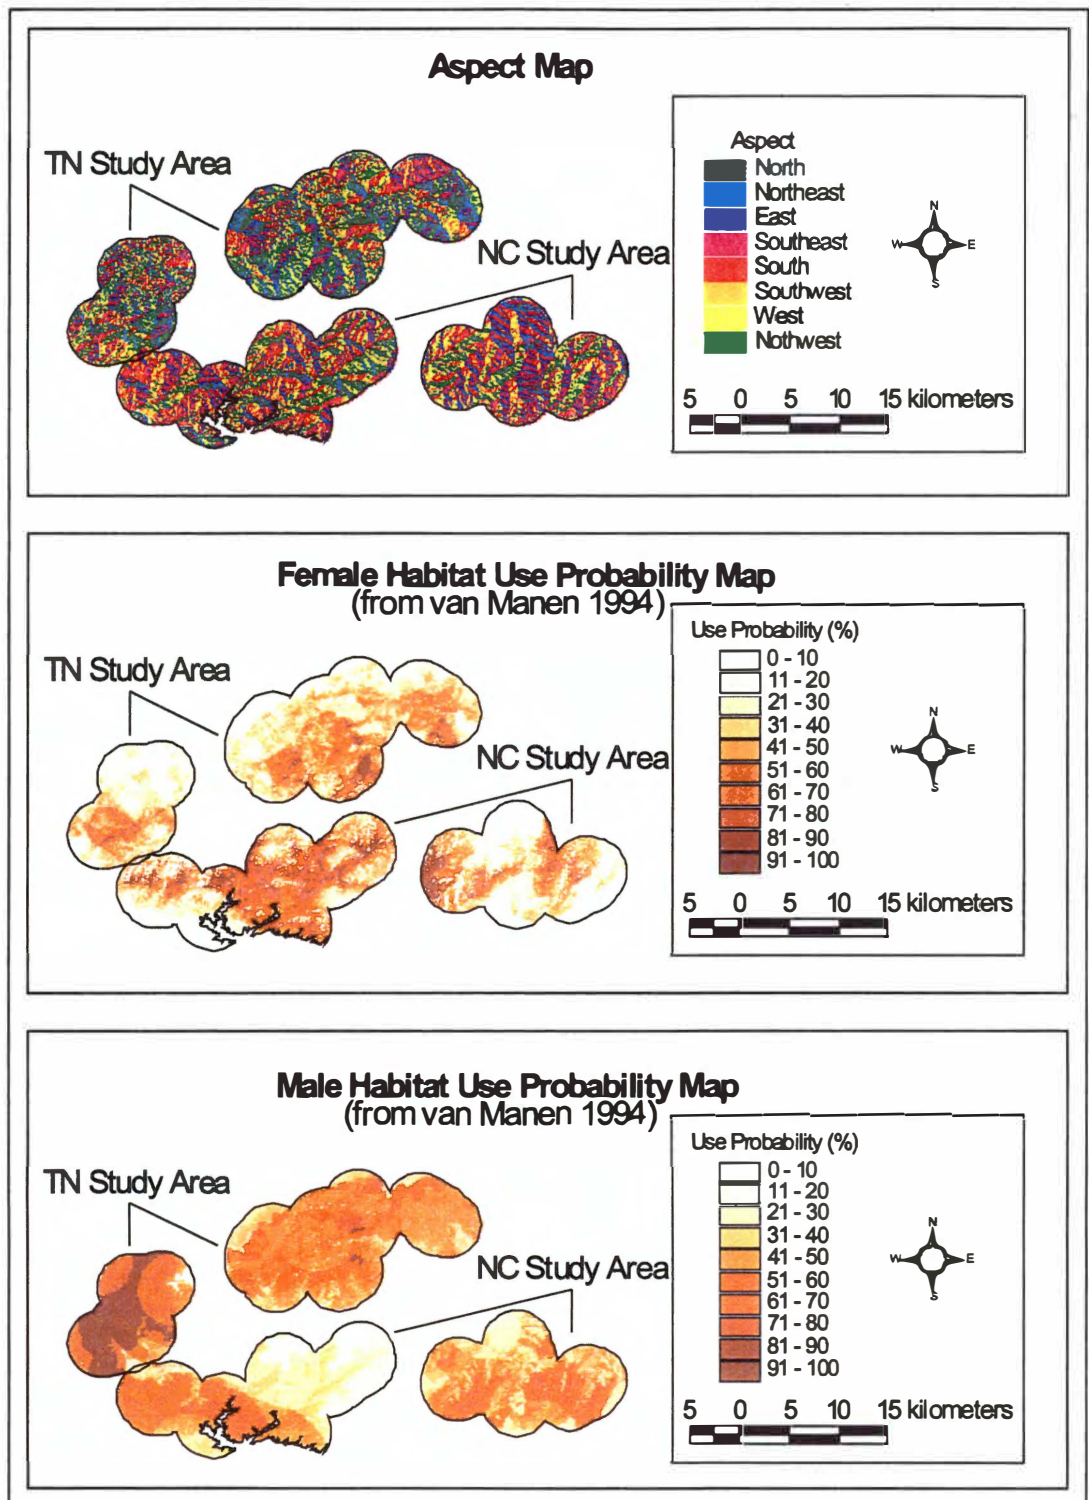 Aspect Map
TN Study Area
NC Study Area
Aspect
North
Northeast
East
Southeast
South
Southwest
West
Nothwest
N
W E
S
5 0 5 10 15 kilometers
Female Habitat Use Probability Map
(from van Manen 1994)
TN Study Area
NC Study Area
Use Probability (%)
0 - 10
11 - 20
21 - 30
31 - 40
41 - 50
51 - 60
61 - 70
71 - 80
81 - 90
91 - 100
N
W E
S
5 0 5 10 15 kilometers
Male Habitat Use Probability Map
(from van Manen 1994)
TN Study Area
NC Study Area
Use Probability (%)
0 - 10
11 - 20
21 - 30
31 - 40
41 - 50
51 - 60
61 - 70
71 - 80
81 - 90
91 - 100
N
W E
S
5 0 5 10 15 kilometers